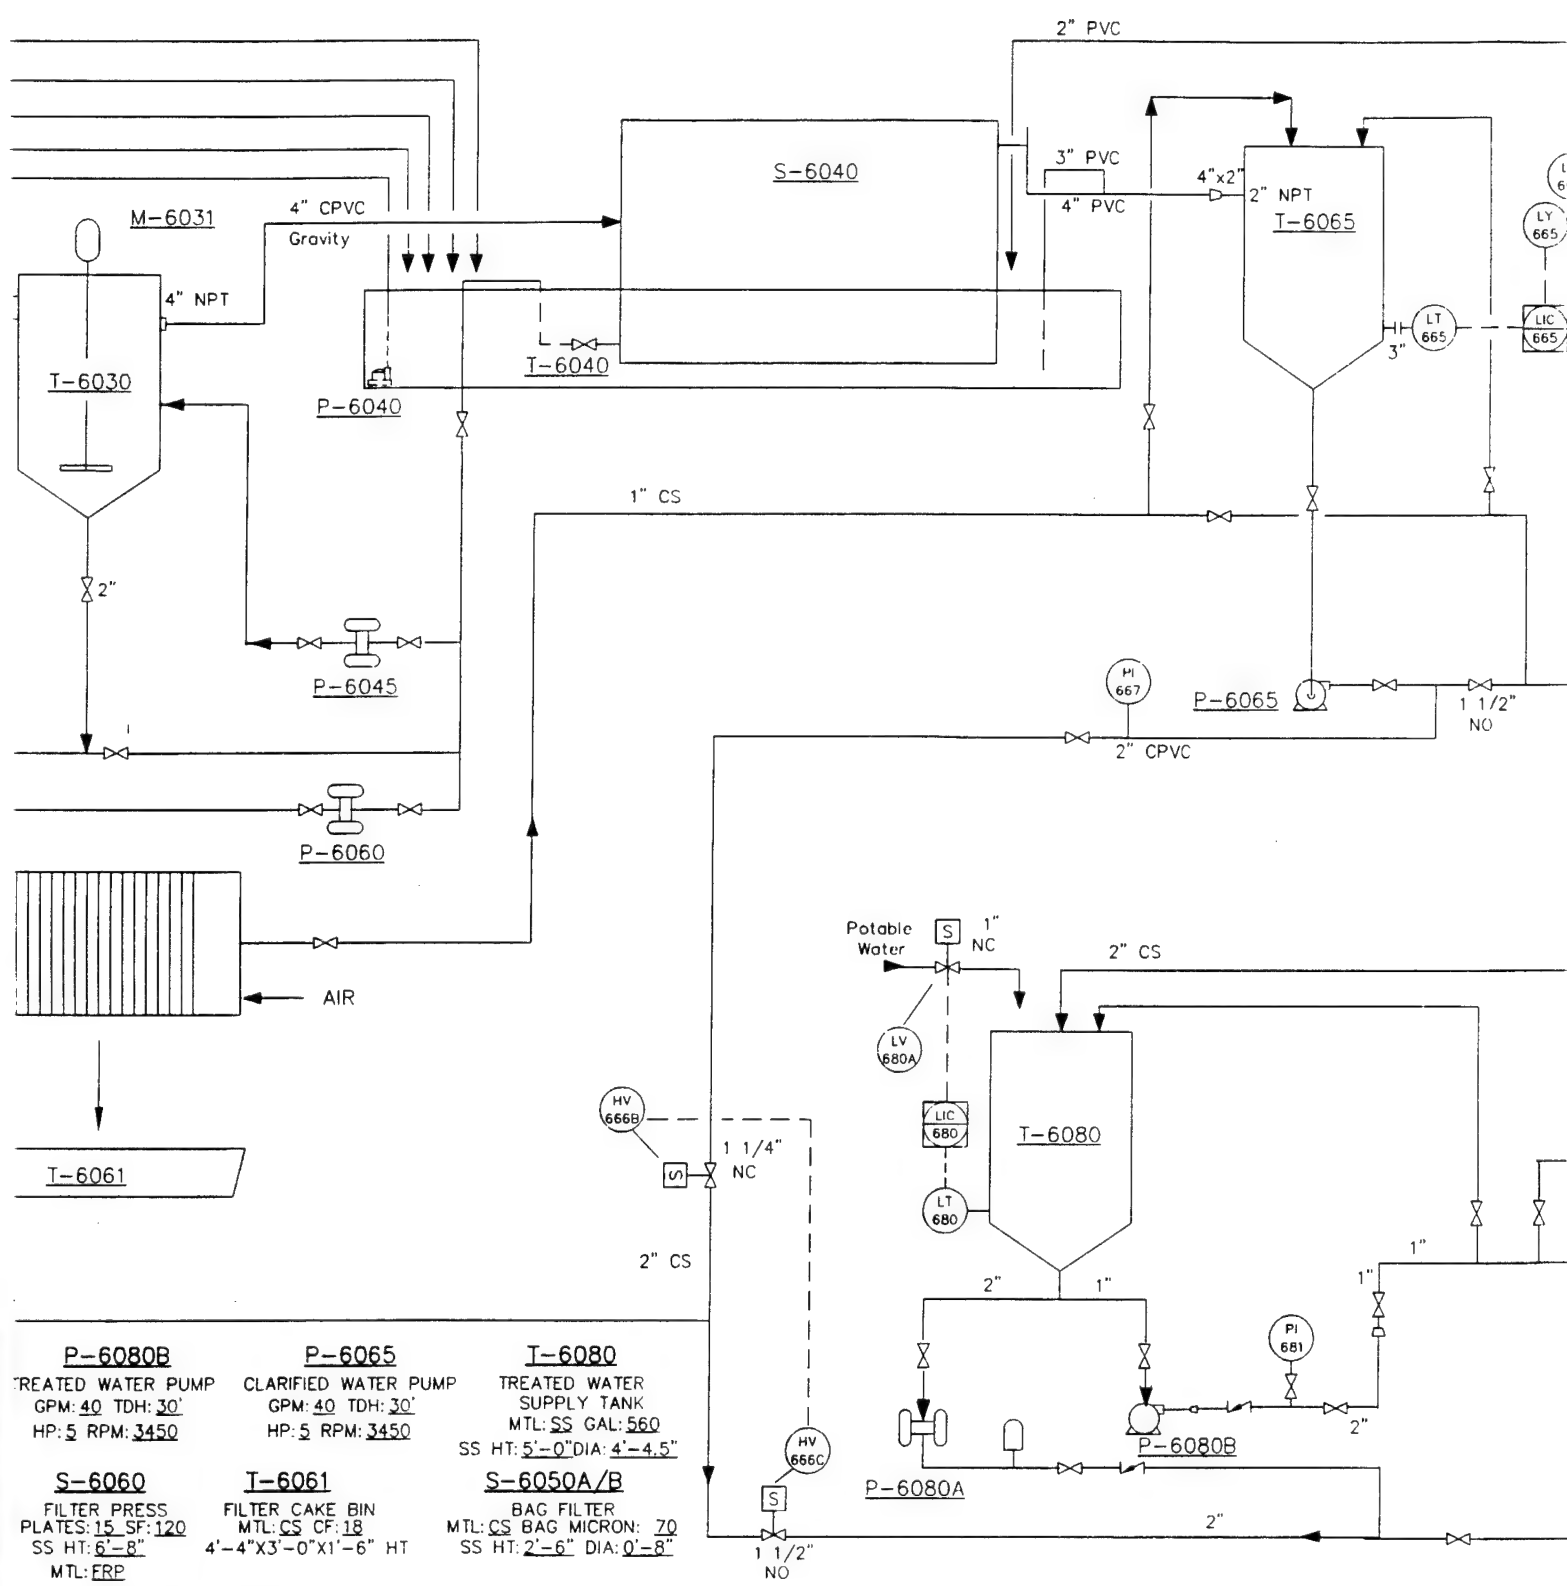 2" PVC
3" PVC
S-6040
4"x2"
M-6031
4" CPVC
4" PVC
2" NPT
T-6065
LY
665
Gravity
4" NPT
LT
665
LIC
665
3"
T-6040
T-6030
P-6040
1" CS
2"
P-6045
PI
667
P-6065
1 1/2"
NO
2" CPVC
P-6060
Potable
Water
S
1"
NC
2" CS
AIR
LV
680A
HV
666B
LIC
680
T-6080
1 1/4"
NC
T-6061
S
LT
680
2" CS
1"
1"
2"
1"
PI
681
2"
P-6080B
P-6080A
HV
666C
S
2"
1 1/2"
NO
P-6080B
TREATED WATER PUMP
GPM: 40 TDH: 30'
HP: 5 RPM: 3450
P-6065
CLARIFIED WATER PUMP
GPM: 40 TDH: 30'
HP: 5 RPM: 3450
T-6080
TREATED WATER
SUPPLY TANK
MTL: SS GAL: 560
SS HT: 5'-0" DIA: 4'-4.5"
S-6060
FILTER PRESS
PLATES: 15 SF: 120
SS HT: 6'-8"
MTL: FRP
T-6061
FILTER CAKE BIN
MTL: CS CF: 18
4'-4"X3'-0"X1'-6" HT
S-6050A/B
BAG FILTER
MTL: CS BAG MICRON: 70
SS HT: 2'-6" DIA: 0'-8"